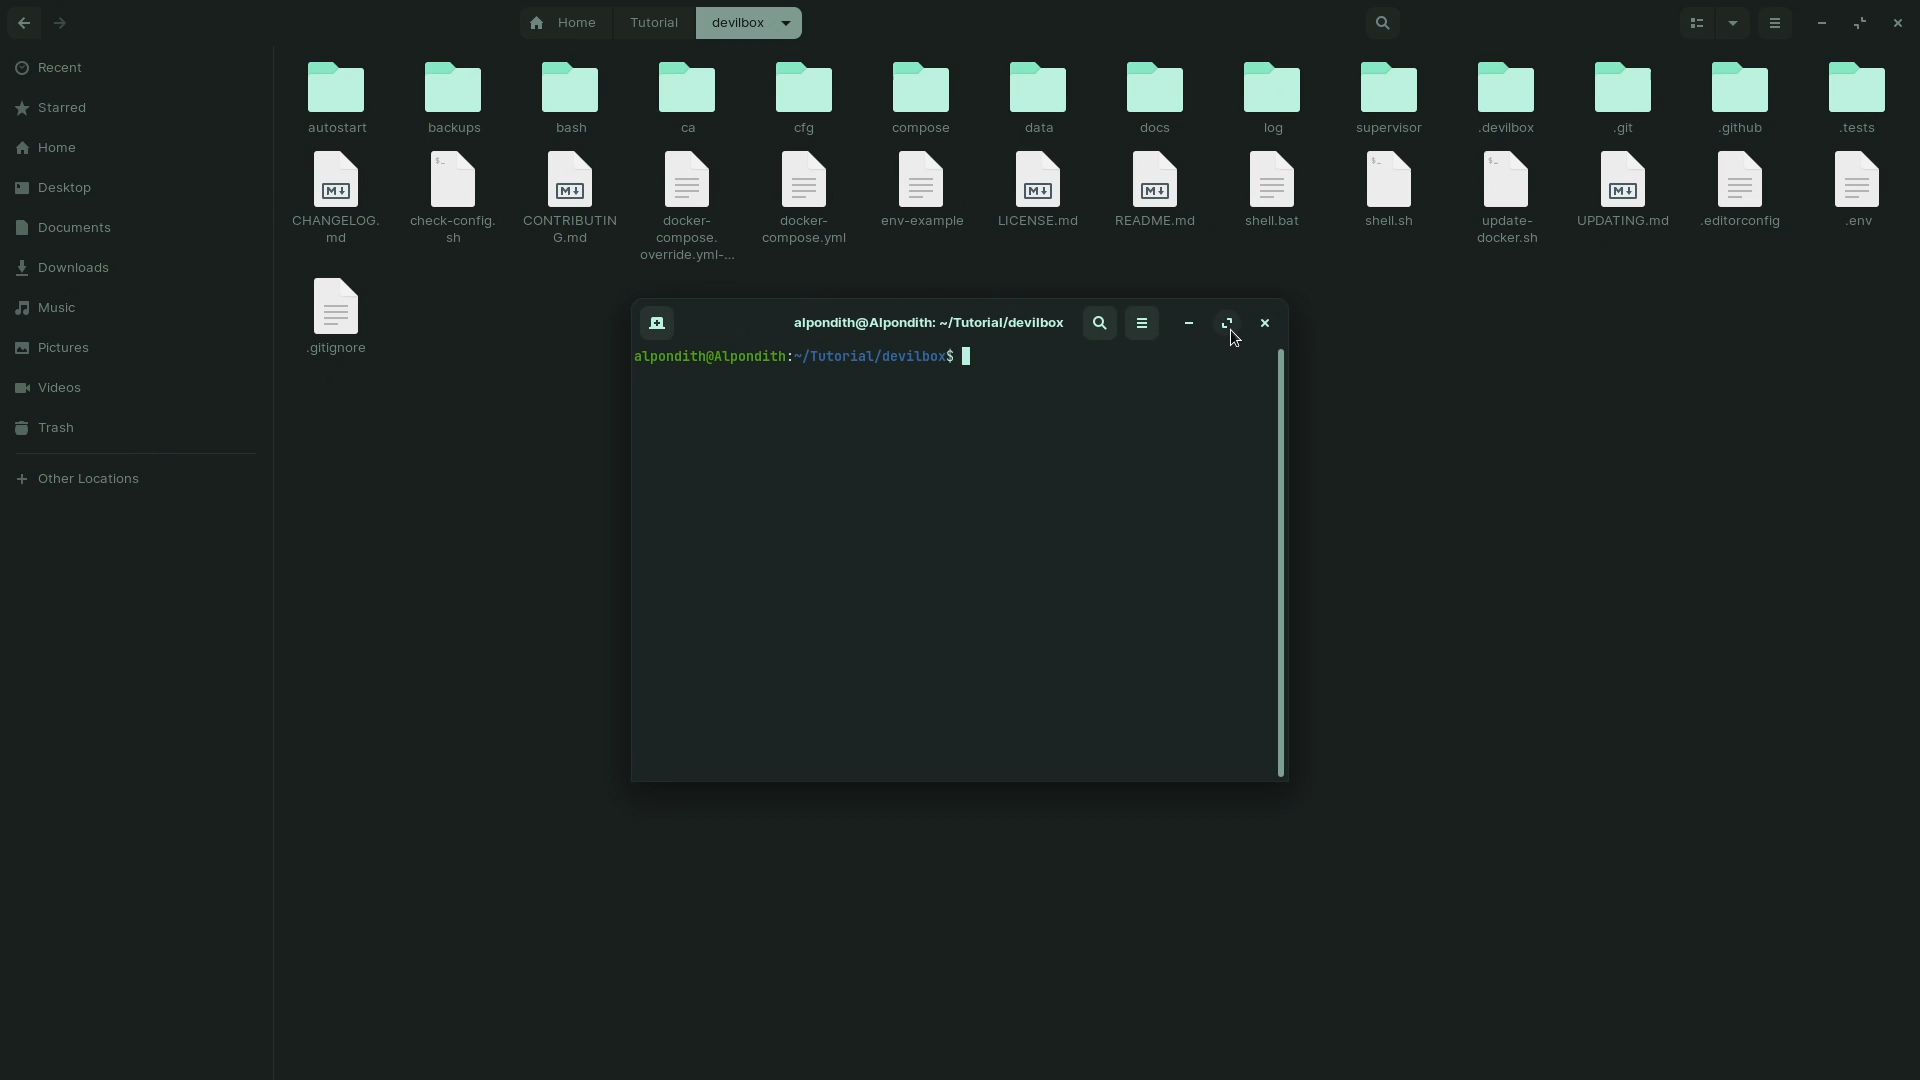 Home Tutorial devilbox
Recent
Starred
Home
Desktop
Documents
Downloads
Music
Pictures
Videos
Trash
Other Locations
autostart backups bash ca cfg compose data docs log supervisor .devilbox .git .github .tests
CHANGELOG.
md
check-config.
sh
CONTRIBUTIN
G.md
docker-
compose.
override.yml-...
docker-
compose.yml
env-example
LICENSE.md
README.md
shell.bat
shell.sh
update-
docker.sh
UPDATING.md
.editorconfig
.env
.gitignore
alpondith@Alpondith: ~/Tutorial/devilbox
alpondith@Alpondith:~/Tutorial/devilbox$